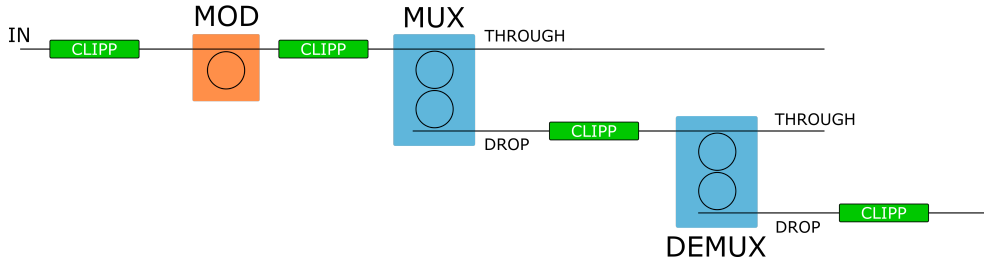 MOD
MUX
IN
CLIPP
CLIPP
THROUGH
CLIPP
THROUGH
DROP
CLIPP
DROP
DEMUX